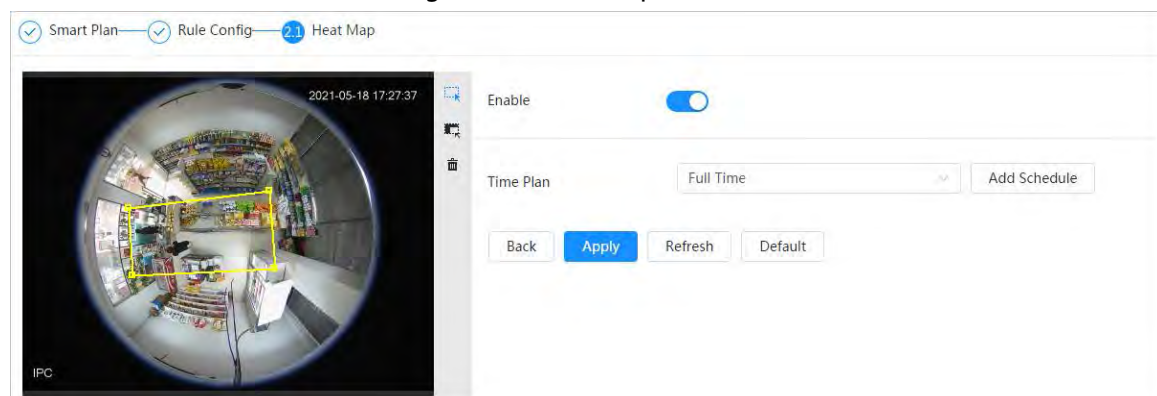 Smart Plan Rule Config 2.1 Heat Map
2021-05-18 17:27:37
Enable
Time Plan Full Time Add Schedule
Back Apply Refresh Default
IPC